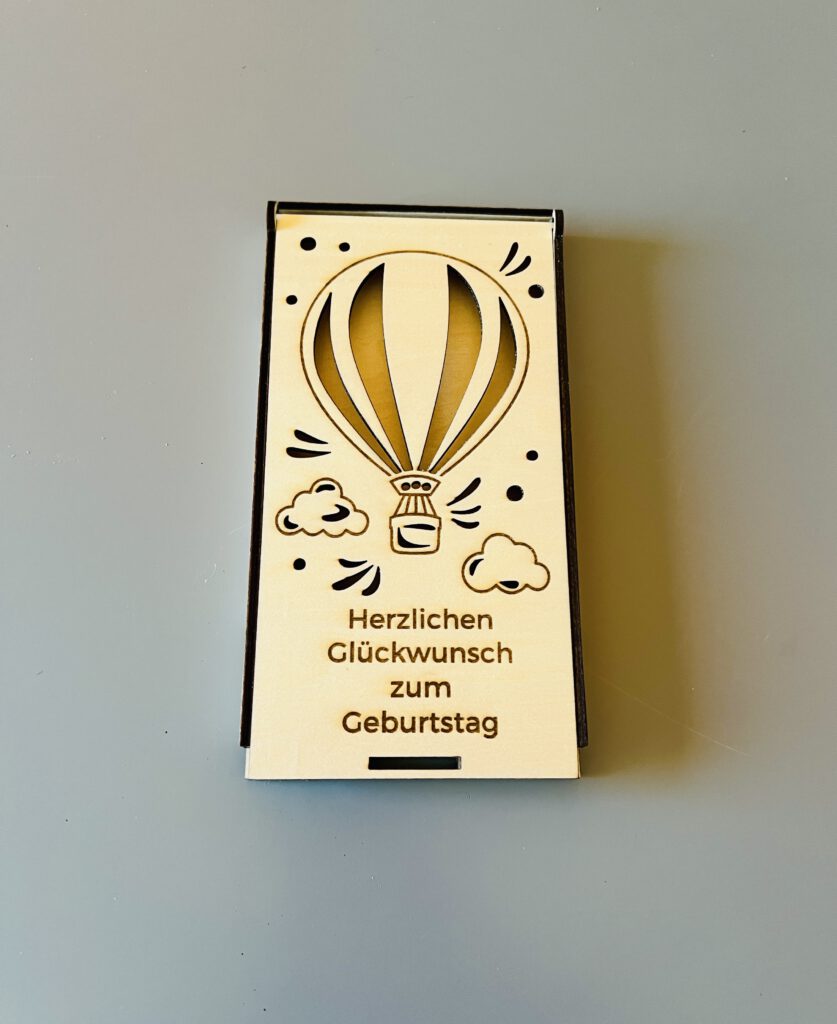 Herzlichen
Glückwunsch
zum
Geburtstag